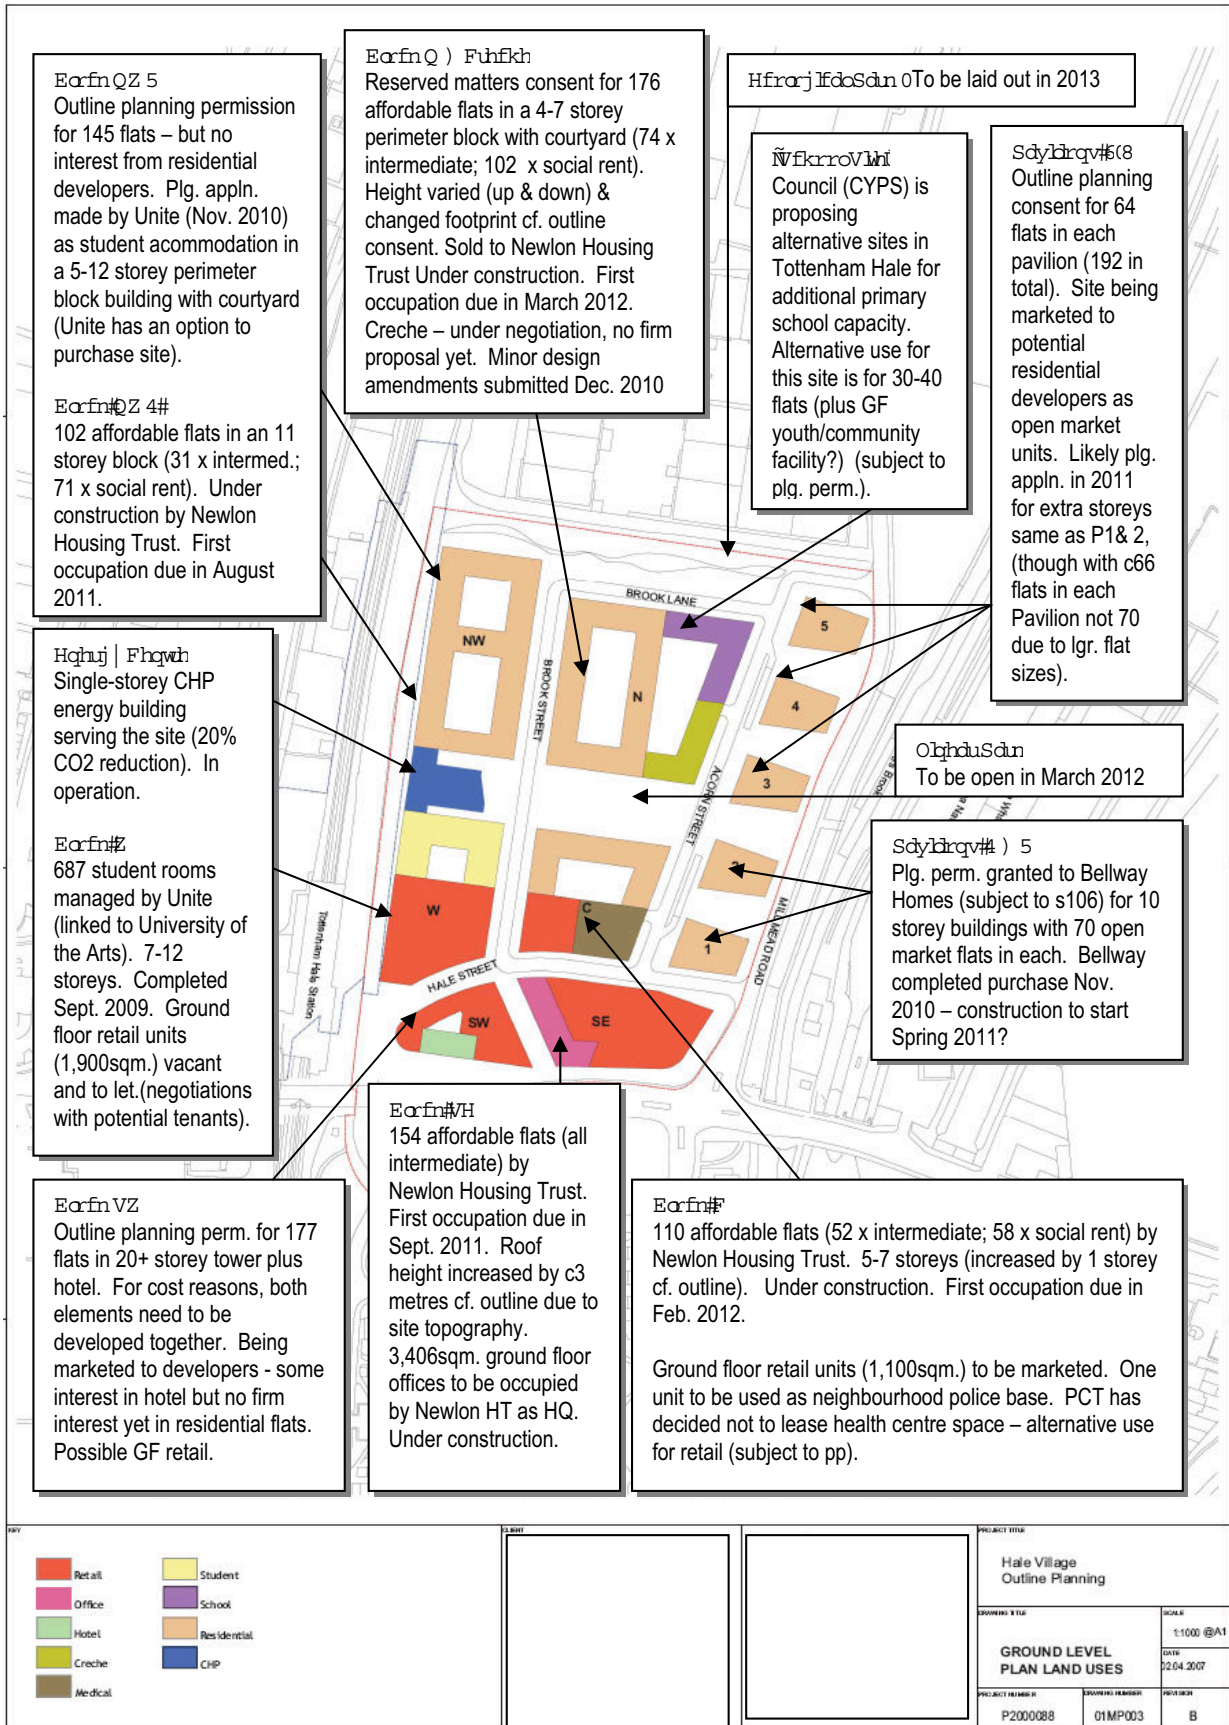 Outline planning permission
for 145 flats – but no
interest from residential
developers.  Plg. appln.
made by Unite (Nov. 2010)
as student acommodation in
a 5-12 storey perimeter
block building with courtyard
(Unite has an option to
purchase site).
102 affordable flats in an 11
storey block (31 x intermed.;
71 x social rent).  Under
construction by Newlon
Housing Trust.  First
occupation due in August
2011.
Reserved matters consent for 176
affordable flats in a 4-7 storey
perimeter block with courtyard (74 x
intermediate; 102  x social rent).
Height varied (up & down) &
changed footprint cf. outline
consent. Sold to Newlon Housing
Trust Under construction.  First
occupation due in March 2012.
Creche – under negotiation, no firm
proposal yet.  Minor design
amendments submitted Dec. 2010
To be laid out in 2013
Council (CYPS) is
proposing
alternative sites in
Tottenham Hale for
additional primary
school capacity.
Alternative use for
this site is for 30-40
flats (plus GF
youth/community
facility?)  (subject to
plg. perm.).
Outline planning
consent for 64
flats in each
pavilion (192 in
total).  Site being
marketed to
potential
residential
developers as
open market
units.  Likely plg.
appln. in 2011
for extra storeys
same as P1& 2,
(though with c66
flats in each
Pavilion not 70
due to lgr. flat
sizes).
Single-storey CHP
energy building
serving the site (20%
CO2 reduction).  In
operation.
687 student rooms
managed by Unite
(linked to University of
the Arts).  7-12
storeys.  Completed
Sept. 2009.  Ground
floor retail units
(1,900sqm.) vacant
and to let.(negotiations
with potential tenants).
To be open in March 2012
Plg. perm. granted to Bellway
Homes (subject to s106) for 10
storey buildings with 70 open
market flats in each.  Bellway
completed purchase Nov.
2010 – construction to start
Spring 2011?
BROOK LANE
BROOK STREET
ACORN STREET
MILL MEAD ROAD
HALE STREET
Tottenham Hale Station
NW
N
5
4
3
2
1
W
C
SW
SE
Outline planning perm. for 177
flats in 20+ storey tower plus
hotel.  For cost reasons, both
elements need to be
developed together.  Being
marketed to developers - some
interest in hotel but no firm
interest yet in residential flats.
Possible GF retail.
154 affordable flats (all
intermediate) by
Newlon Housing Trust.
First occupation due in
Sept. 2011.  Roof
height increased by c3
metres cf. outline due to
site topography.
3,406sqm. ground floor
offices to be occupied
by Newlon HT as HQ.
Under construction.
110 affordable flats (52 x intermediate; 58 x social rent) by
Newlon Housing Trust.  5-7 storeys (increased by 1 storey
cf. outline).   Under construction.  First occupation due in
Feb. 2012.
Ground floor retail units (1,100sqm.) to be marketed.  One
unit to be used as neighbourhood police base.  PCT has
decided not to lease health centre space – alternative use
for retail (subject to pp).
KEY
Retail
Office
Hotel
Creche
Medical
Student
School
Residential
CHP
CLIENT
PROJECT TITLE
Hale Village
Outline Planning
DRAWING TITLE
GROUND LEVEL
PLAN LAND USES
SCALE
1:1000 @A1
DATE
02.04.2007
PROJECT NUMBER
P2000088
DRAWING NUMBER
01MP003
REVISION
B